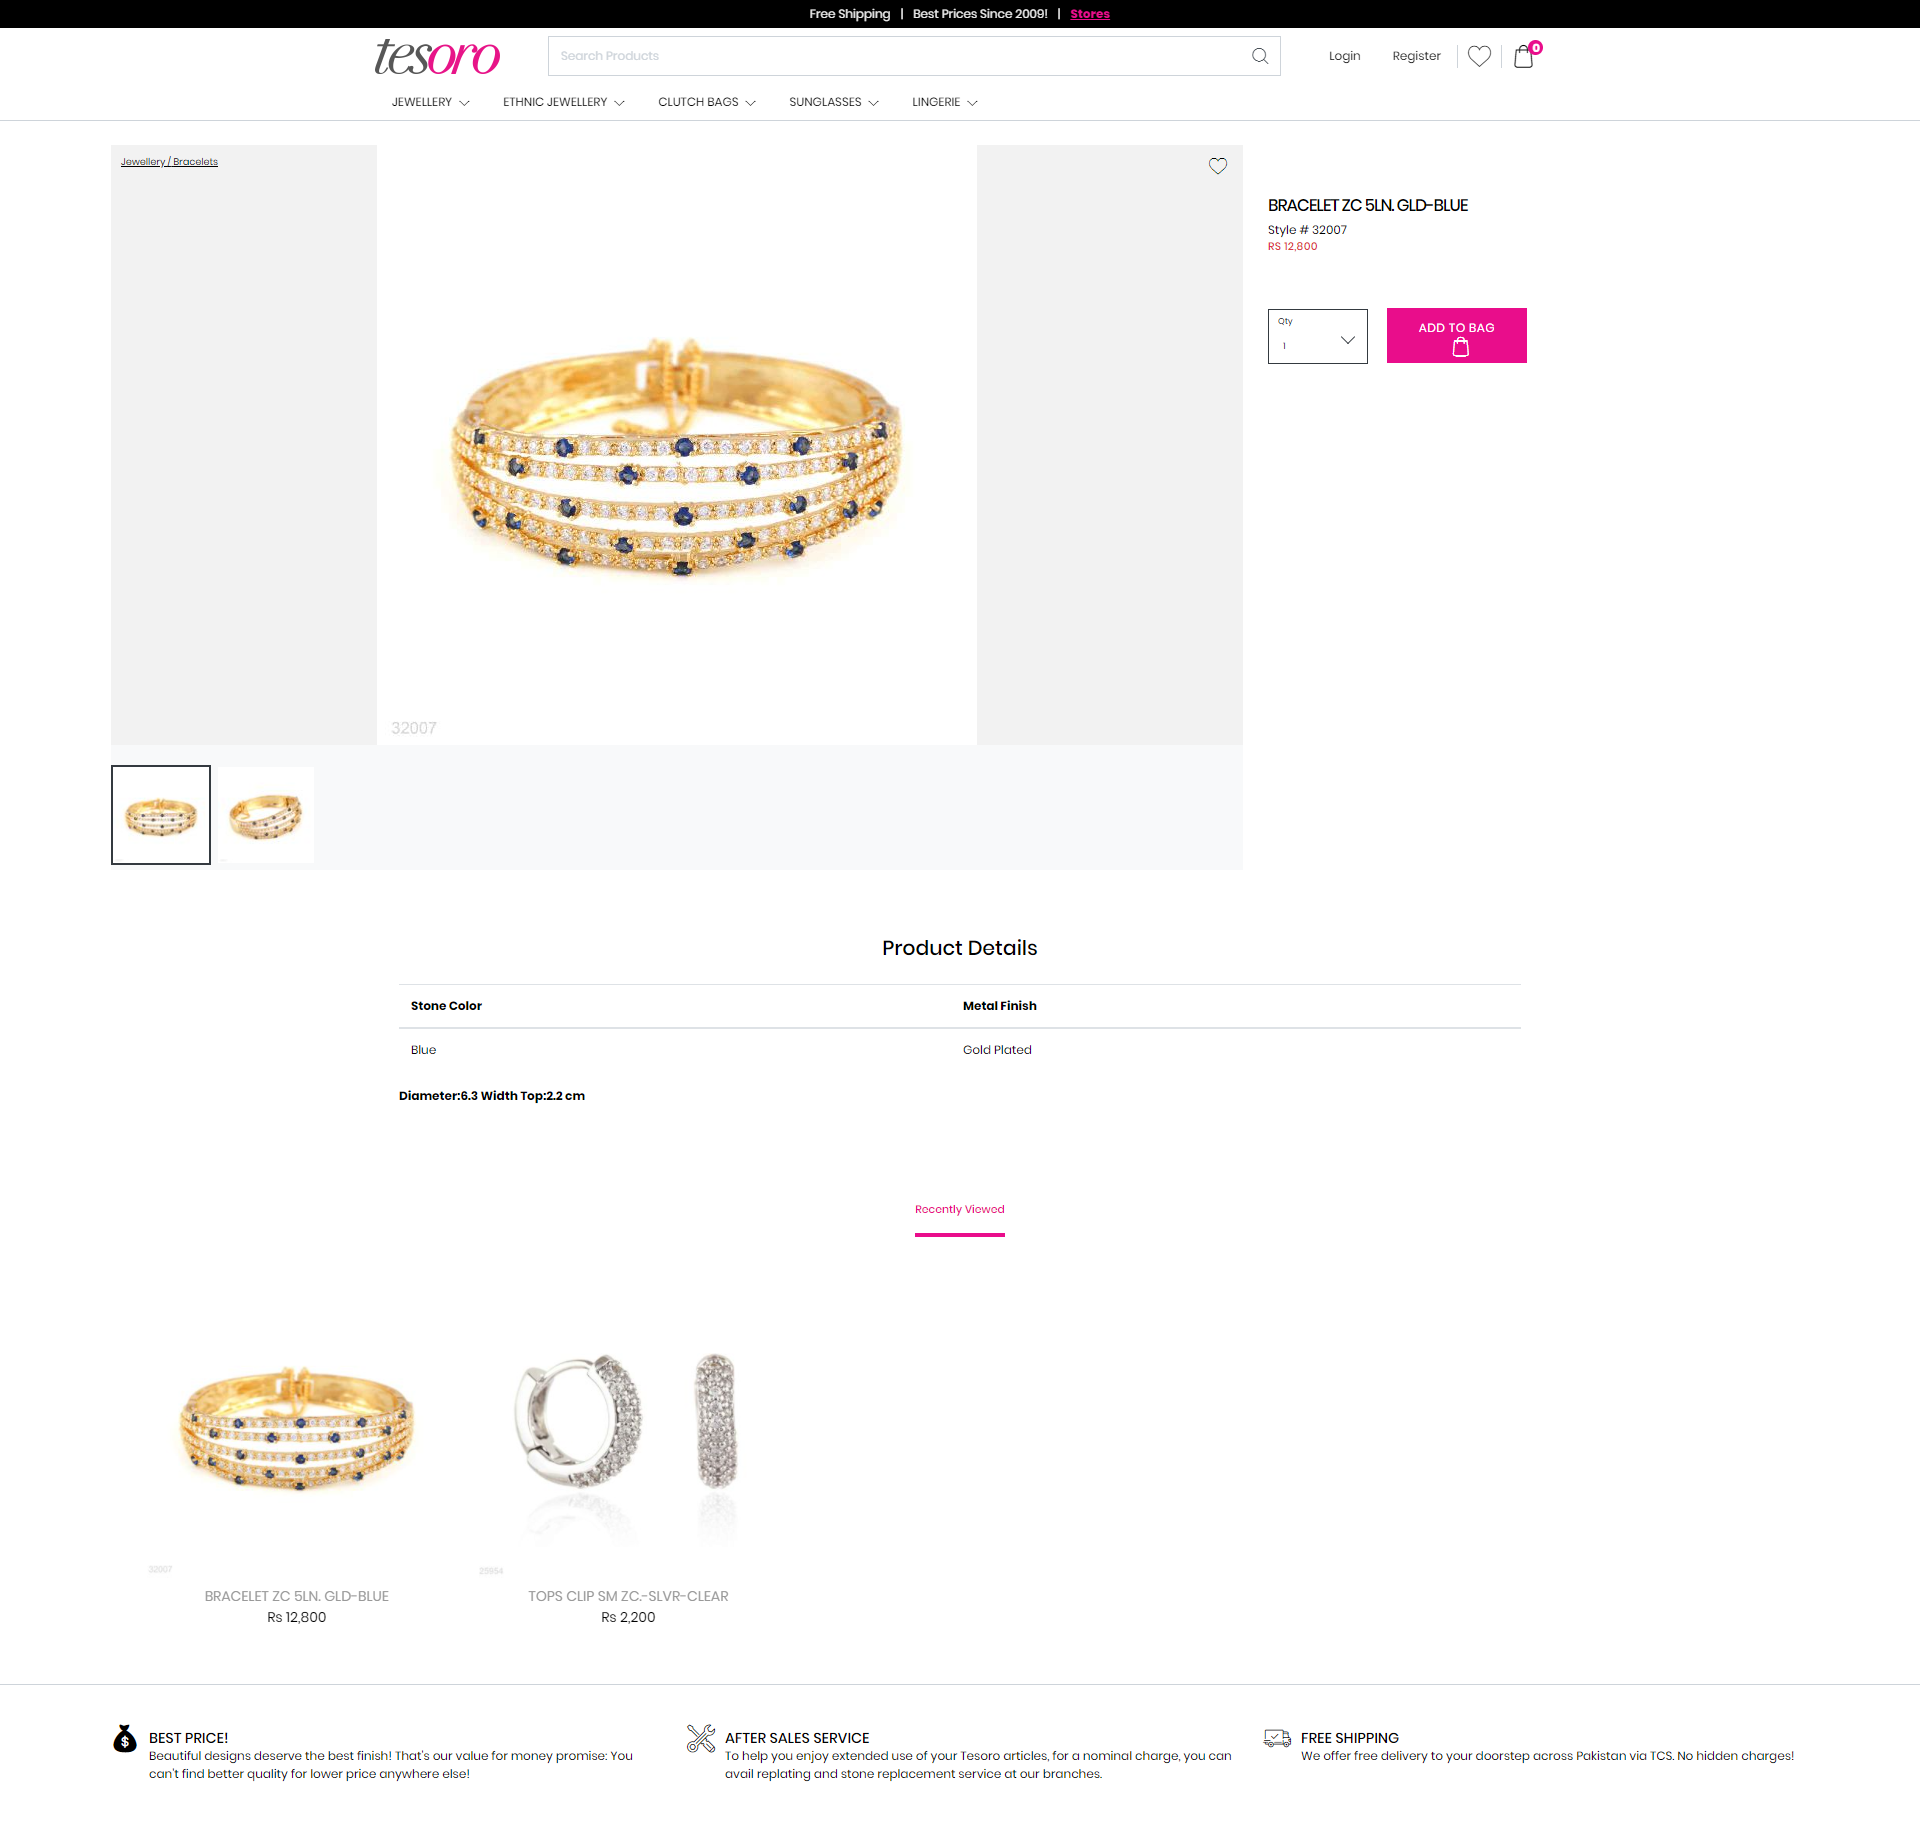 Free Shipping | Best Prices Since 2009! | Stores
tesoro
Search Products
Login
Register
0
JEWELLERY
ETHNIC JEWELLERY
CLUTCH BAGS
SUNGLASSES
LINGERIE
Jewellery / Bracelets
BRACELET ZC 5LN. GLD-BLUE
Style # 32007
RS 12,800
Qty
1
ADD TO BAG
32007
Product Details
Stone Color
Metal Finish
Blue
Gold Plated
Diameter:6.3 Width Top:2.2 cm
Recently Viewed
32007
BRACELET ZC 5LN. GLD-BLUE
Rs 12,800
TOPS CLIP SM ZC.-SLVR-CLEAR
Rs 2,200
BEST PRICE!
Beautiful designs deserve the best finish! That's our value for money promise: You
can't find better quality for lower price anywhere else!
AFTER SALES SERVICE
To help you enjoy extended use of your Tesoro articles, for a nominal charge, you can
avail replating and stone replacement service at our branches.
FREE SHIPPING
We offer free delivery to your doorstep across Pakistan via TCS. No hidden charges!